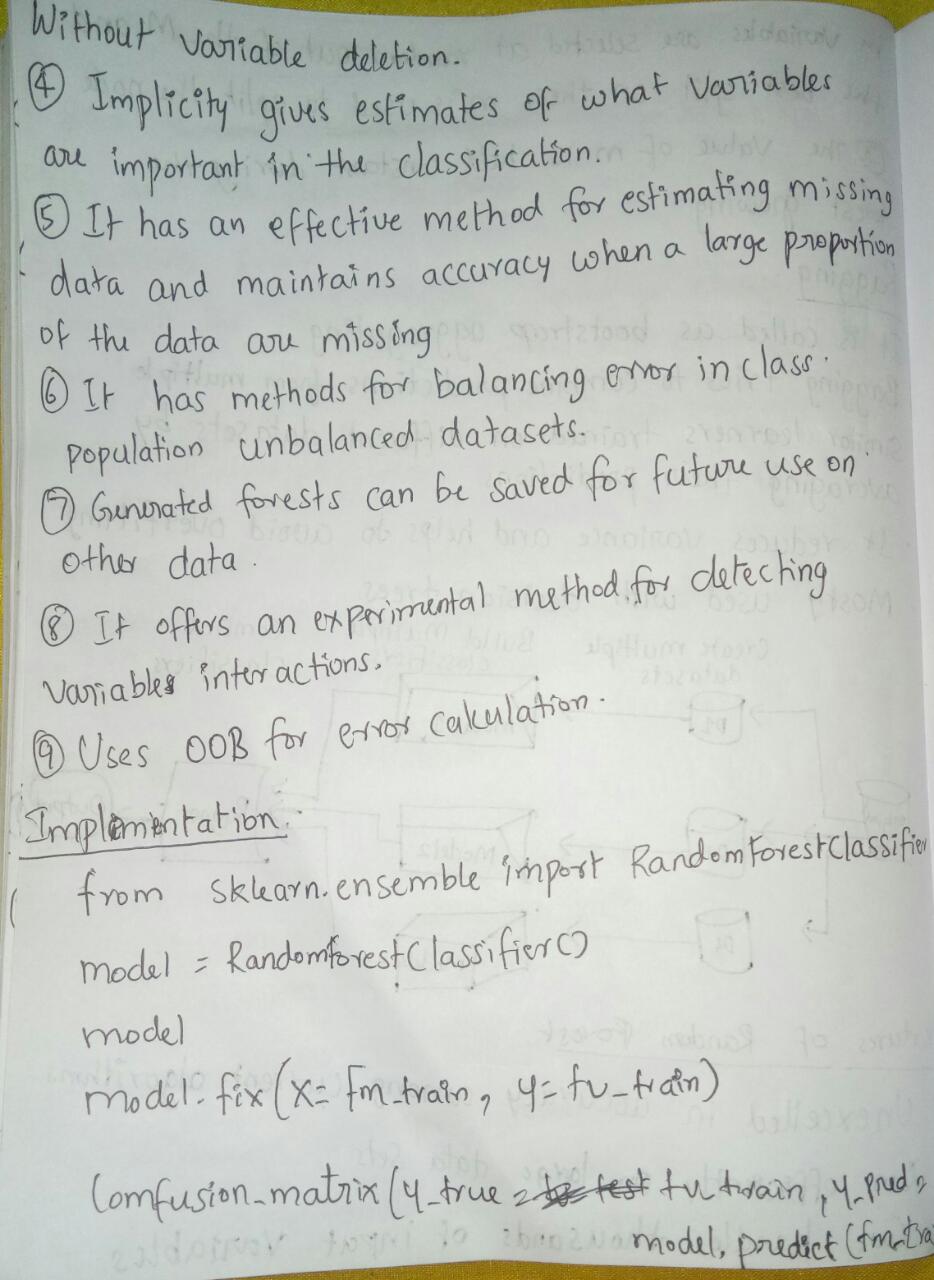 Without variable deletion.
④ Implicity gives estimates of what variables
are important in the classification.
⑤ It has an effective method for estimating missing
data and maintains accuracy when a large proportion
of the data are missing
⑥ It has methods for balancing error in class
population unbalanced datasets.
⑦ Generated forests can be saved for future use on
other data.
⑧ It offers an experimental method for detecting
variables interactions.
⑨ Uses OOB for error calculation.
Implementation
from sklearn.ensemble import RandomForestClassifier
model = RandomforestClassifier()
model
model.fix(x= fm_train, y= tv_train)
Comfusion_matrix(y_true = tv train, y_pred =
model, predict (fm_tra